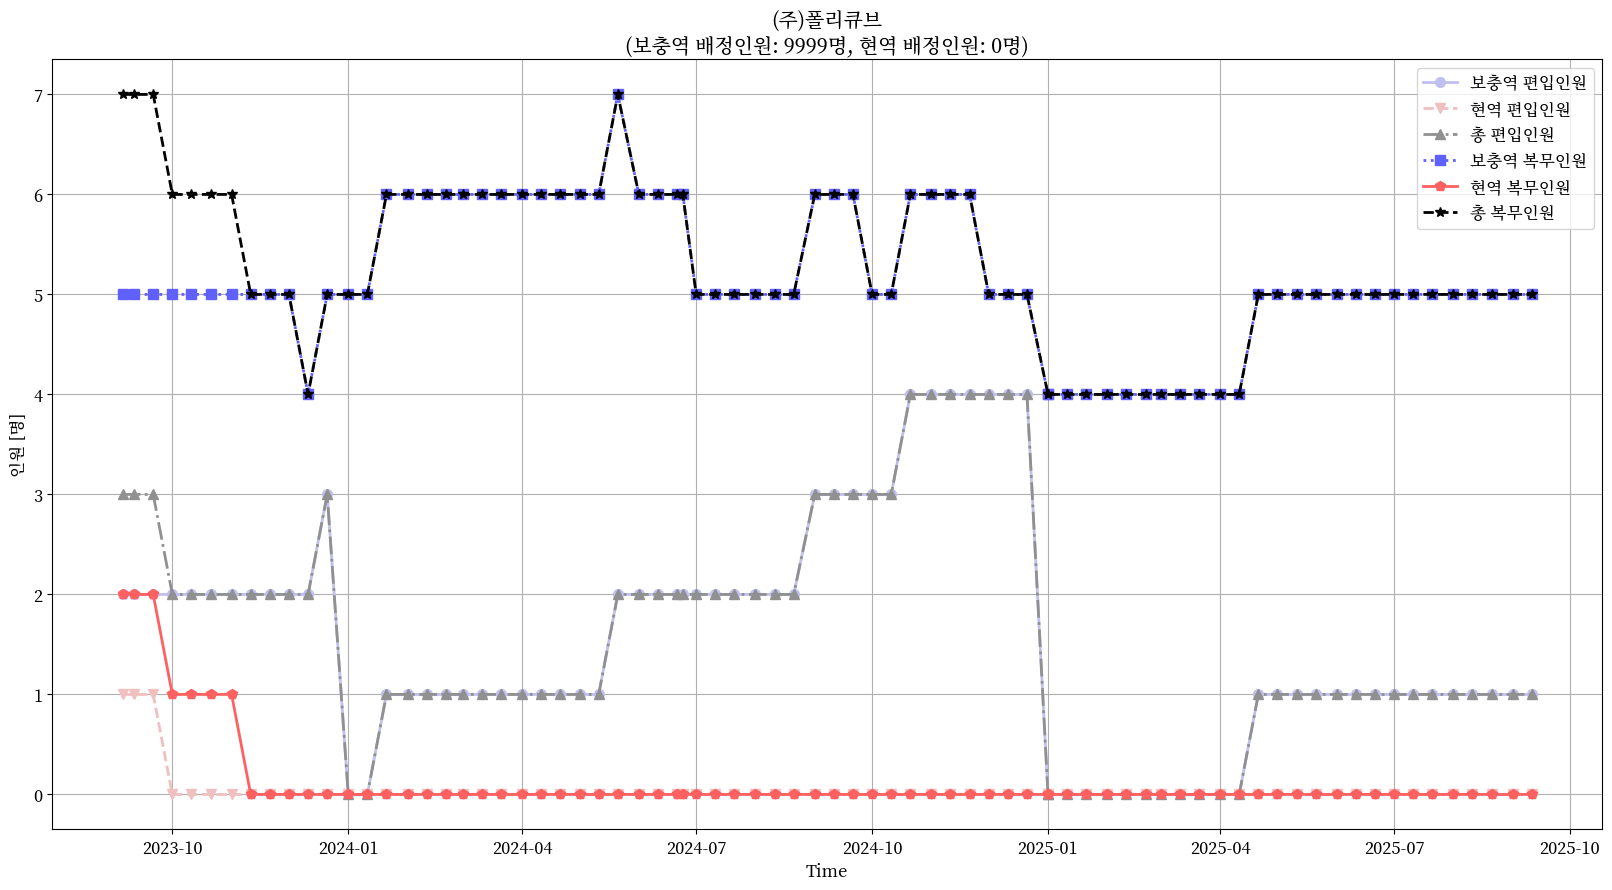 (주)폴리큐브
(보충역 배정인원: 9999명, 현역 배정인원: 0명)
보충역 편입인원
현역 편입인원
총 편입인원
보충역 복무인원
현역 복무인원
총 복무인원
인원 [명]
7
6
5
4
3
2
1
0
2023-10
2024-01
2024-04
2024-07
2024-10
2025-01
2025-04
2025-07
2025-10
Time